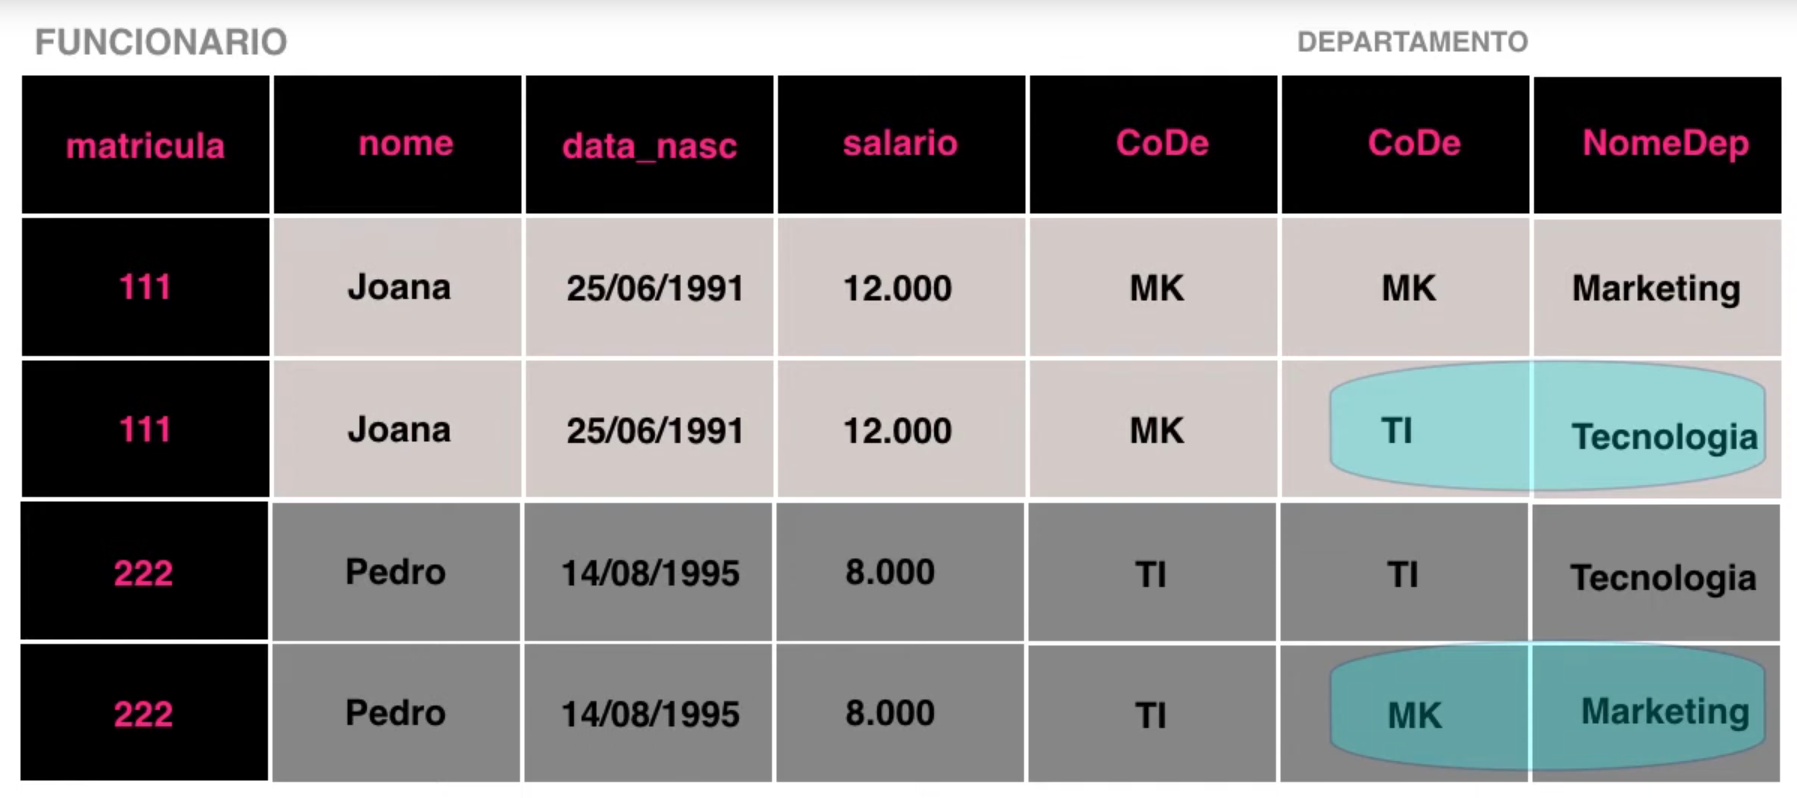 FUNCIONARIO DEPARTAMENTO
matricula nome data_nasc salario CoDe CoDe NomeDep
111 Joana 25/06/1991 12.000 MK MK Marketing
111 Joana 25/06/1991 12.000 MK TI Tecnologia
222 Pedro 14/08/1995 8.000 TI TI Tecnologia
222 Pedro 14/08/1995 8.000 TI MK Marketing